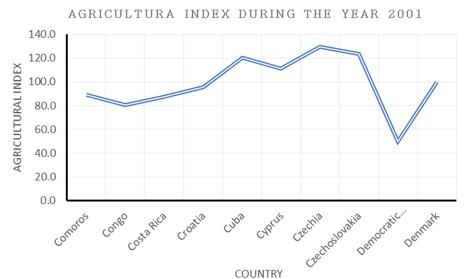 AGRICULTURA INDEX DURING THE YEAR 2001
140.0
120.0
100.0
80.0
60.0
40.0
20.0
0.0
AGRICULTURAL INDEX
Comoros
Congo
Costa Rica
Croatia
Cuba
Cyprus
Czechia
Czechoslovakia
Democratic...
Denmark
COUNTRY